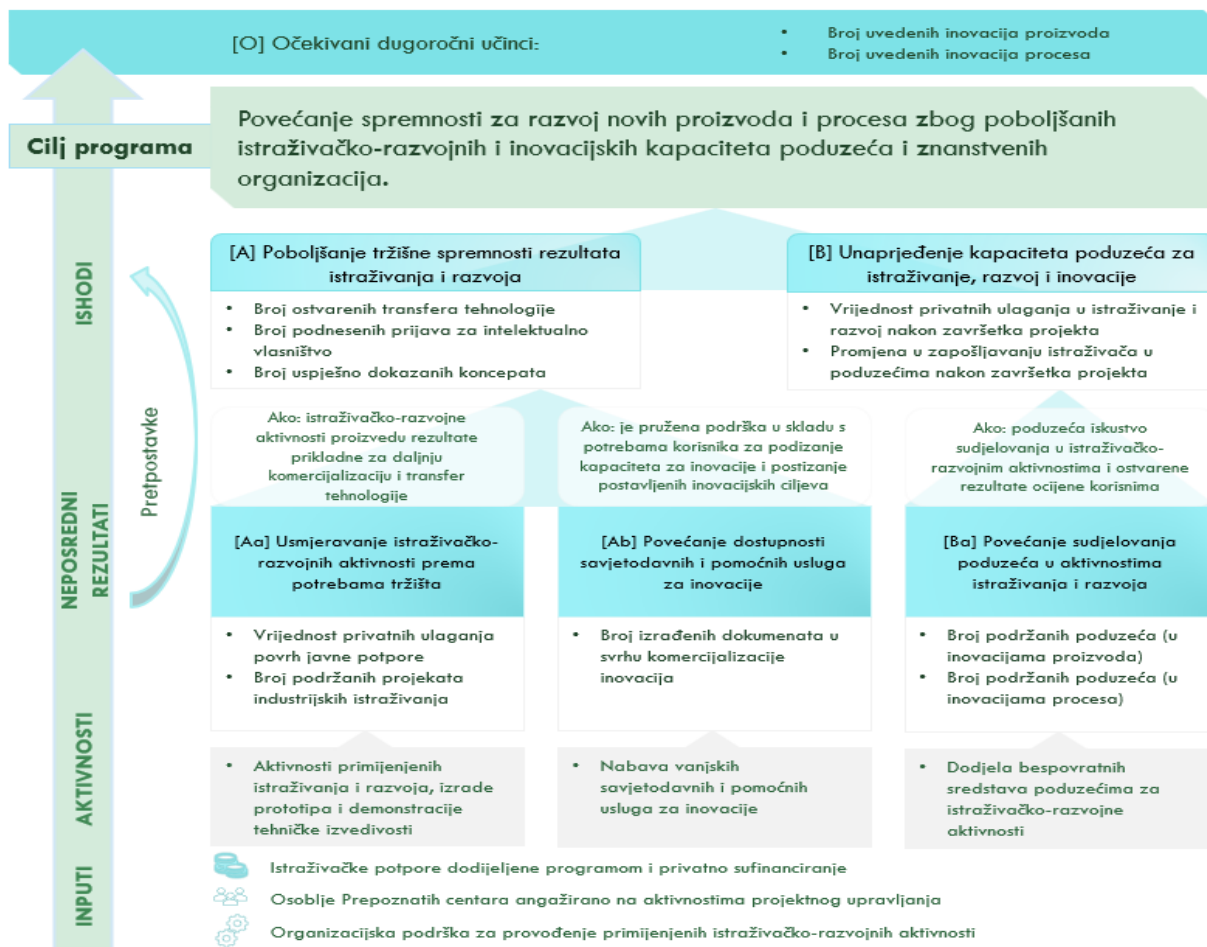 [O] Očekivani dugoročni učinci:
• Broj uvedenih inovacija proizvoda
• Broj uvedenih inovacija procesa
Cilj programa
Povećanje spremnosti za razvoj novih proizvoda i procesa zbog poboljšanih
istraživačko-razvojnih i inovacijskih kapaciteta poduzeća i znanstvenih
organizacija.
ISHODI
[A] Poboljšanje tržišne spremnosti rezultata
istraživanja i razvoja
• Broj ostvarenih transfera tehnologije
• Broj podnesenih prijava za intelektualno
vlasništvo
• Broj uspješno dokazanih koncepata
[B] Unaprjeđenje kapaciteta poduzeća za
istraživanje, razvoj i inovacije
• Vrijednost privatnih ulaganja u istraživanje i
razvoj nakon završetka projekta
• Promjena u zapošljavanju istraživača u
poduzećima nakon završetka projekta
Pretpostavke
Ako: istraživačko-razvojne
aktivnosti proizvedu rezultate
prikladne za daljnju
komercijalizaciju i transfer
tehnologije
Ako: je pružena podrška u skladu s
potrebama korisnika za podizanje
kapaciteta za inovacije i postizanje
postavljenih inovacijskih ciljeva
Ako: poduzeća iskustvo
sudjelovanja u istraživačko-
razvojnim aktivnostima i ostvarene
rezultate ocijene korisnima
NEPOSREDNI
REZULTATI
[Aa] Usmjeravanje istraživačko-
razvojnih aktivnosti prema
potrebama tržišta
• Vrijednost privatnih ulaganja
povrh javne potpore
• Broj podržanih projekata
industrijskih istraživanja
[Ab] Povećanje dostupnosti
savjetodavnih i pomoćnih usluga
za inovacije
• Broj izrađenih dokumenata u
svrhu komercijalizacije
inovacija
[Ba] Povećanje sudjelovanja
poduzeća u aktivnostima
istraživanja i razvoja
• Broj podržanih poduzeća (u
inovacijama proizvoda)
• Broj podržanih poduzeća (u
inovacijama procesa)
AKTIVNOSTI
• Aktivnosti primijenjenih
istraživanja i razvoja, izrade
prototipa i demonstracije
tehničke izvedivosti
• Nabava vanjskih
savjetodavnih i pomoćnih
usluga za inovacije
• Dodjela bespovratnih
sredstava poduzećima za
istraživačko-razvojne
aktivnosti
INPUTI
Istraživačke potpore dodijeljene programom i privatno sufinanciranje
Osoblje Prepoznatih centara angažirano na aktivnostima projektnog upravljanja
Organizacijska podrška za provođenje primijenjenih istraživačko-razvojnih aktivnosti